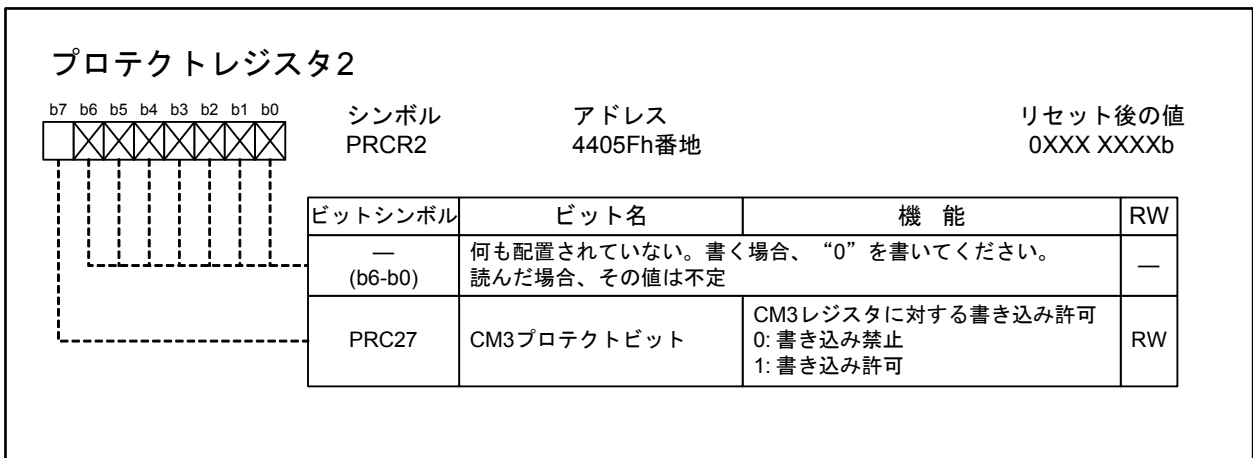 プロテクトレジスタ2
b7 b6 b5 b4 b3 b2 b1 b0
シンボル アドレス リセット後の値
PRCR2 4405Fh番地 0XXX XXXXb
ビットシンボル ビット名 機 能 RW
—
(b6-b0)
何も配置されていない。書く場合、“0”を書いてください。
読んだ場合、その値は不定
—
PRC27
CM3プロテクトビット
CM3レジスタに対する書き込み許可
0: 書き込み禁止
1: 書き込み許可
RW